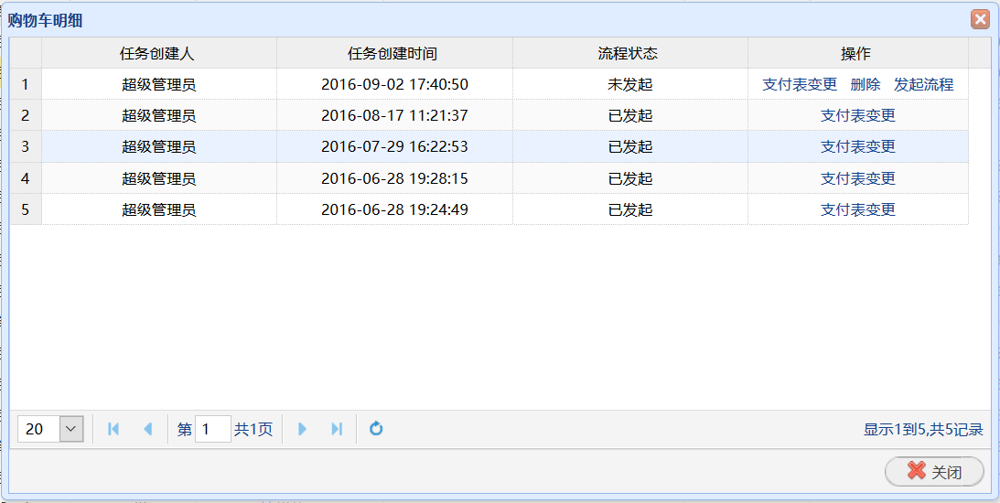 购物车明细
任务创建人 任务创建时间 流程状态 操作
1 超级管理员 2016-09-02 17:40:50 未发起 支付表变更 删除 发起流程
2 超级管理员 2016-08-17 11:21:37 已发起 支付表变更
3 超级管理员 2016-07-29 16:22:53 已发起 支付表变更
4 超级管理员 2016-06-28 19:28:15 已发起 支付表变更
5 超级管理员 2016-06-28 19:24:49 已发起 支付表变更
20 第 1 共1页 显示1到5,共5记录
关闭